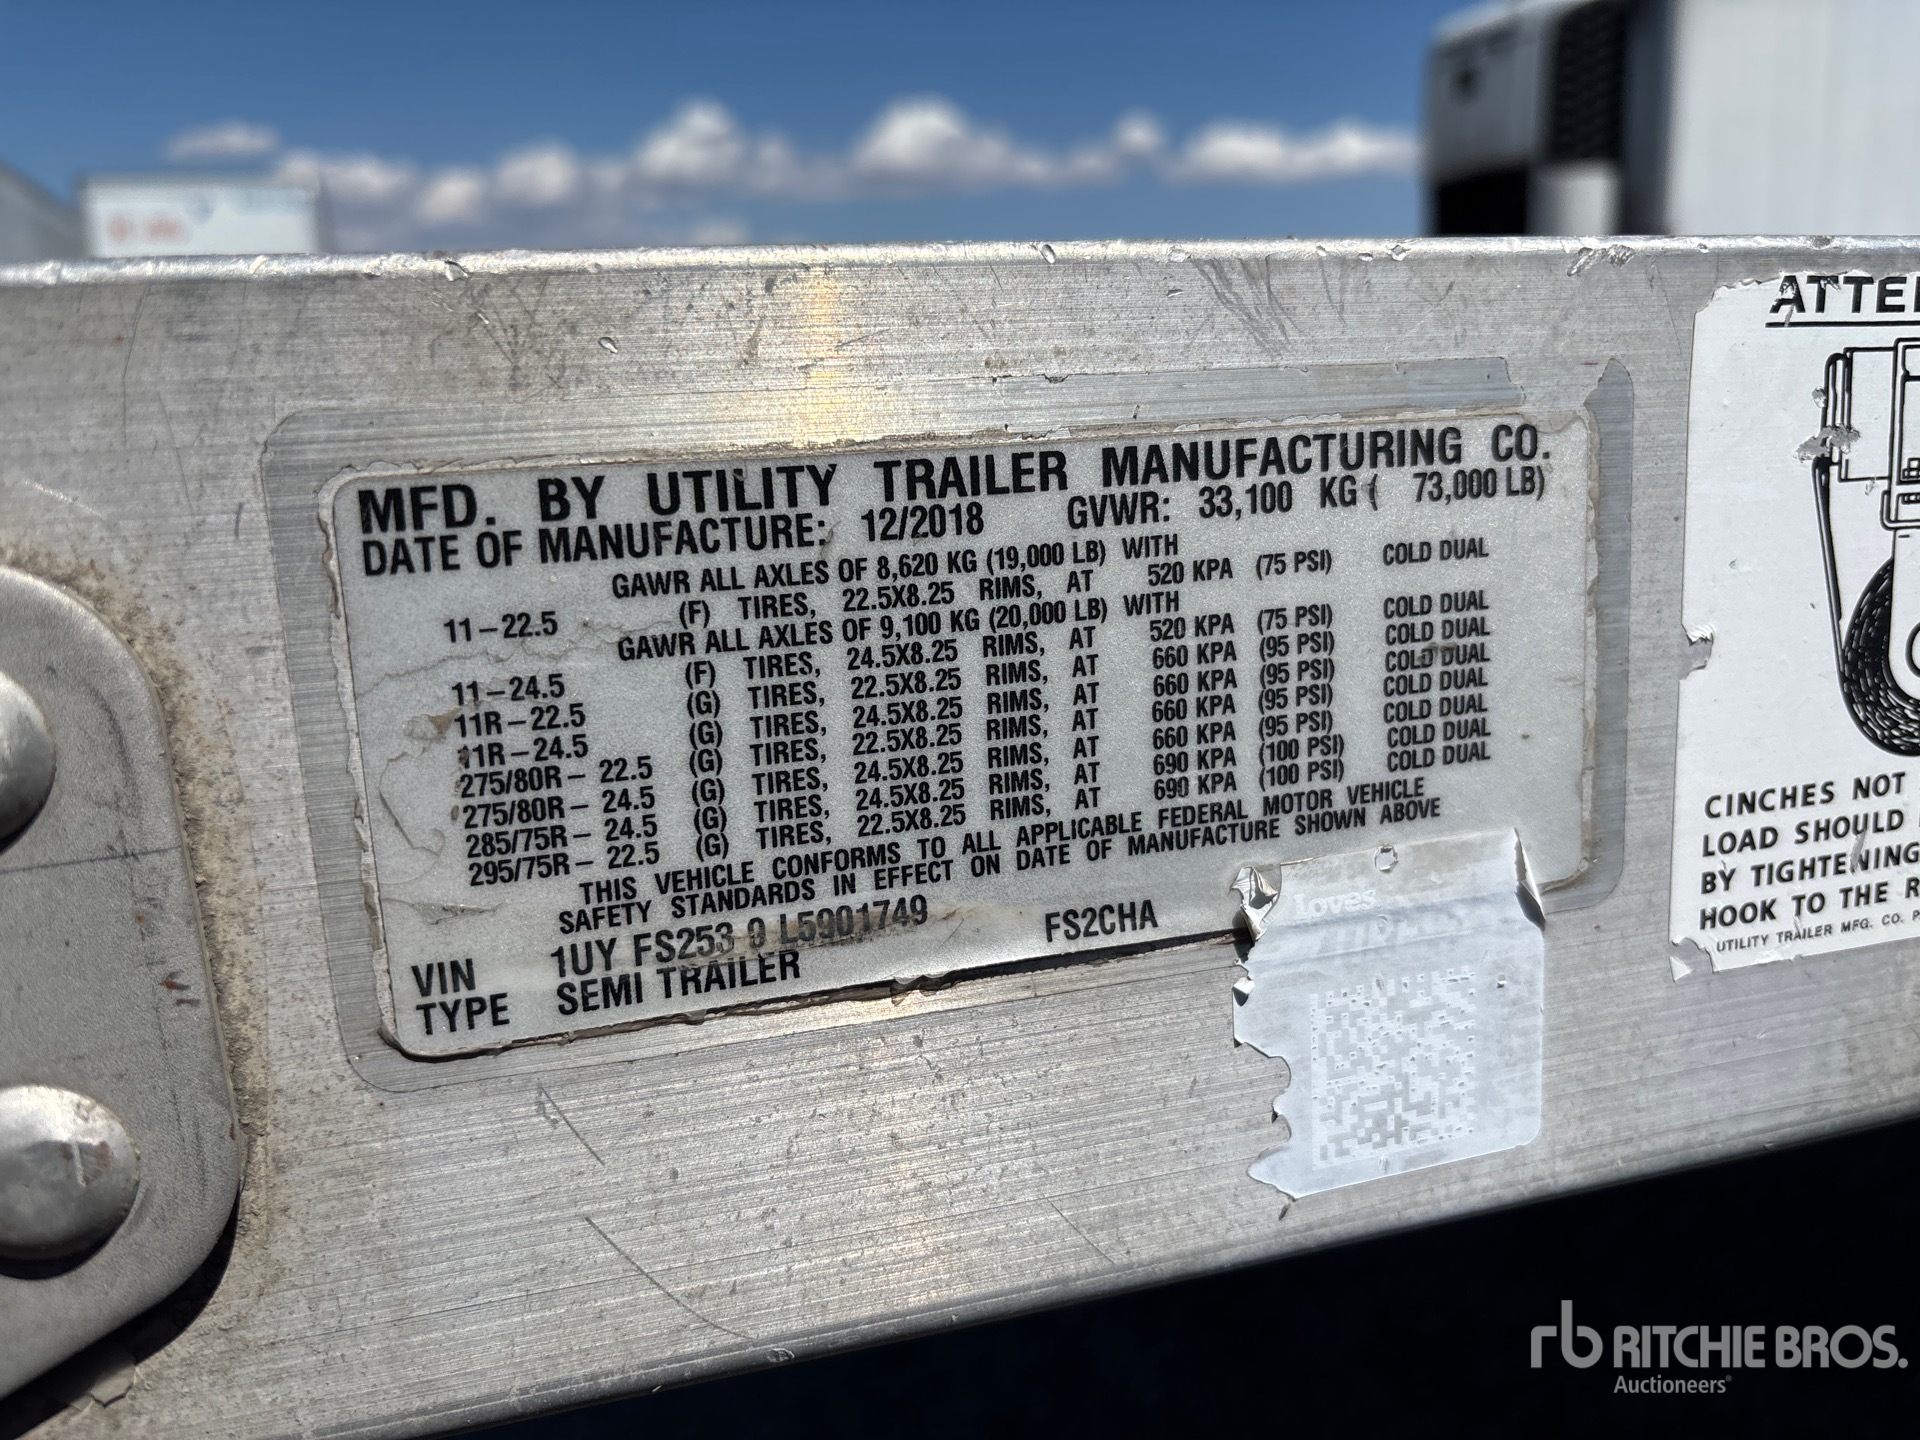 MFD. BY UTILITY TRAILER MANUFACTURING CO.
DATE OF MANUFACTURE: 12/2018 GVWR: 33,100 KG ( 73,000 LB)
GAWR ALL AXLES OF 8,620 KG (19,000 LB) WITH
11-22.5 (F) TIRES, 22.5X8.25 RIMS, AT 520 KPA (75 PSI) COLD DUAL
GAWR ALL AXLES OF 9,100 KG (20,000 LB) WITH
11-24.5 (F) TIRES, 24.5X8.25 RIMS, AT 520 KPA (75 PSI) COLD DUAL
11R-22.5 (G) TIRES, 22.5X8.25 RIMS, AT 660 KPA (95 PSI) COLD DUAL
11R-24.5 (G) TIRES, 24.5X8.25 RIMS, AT 660 KPA (95 PSI) COLD DUAL
275/80R- 22.5 (G) TIRES, 22.5X8.25 RIMS, AT 660 KPA (95 PSI) COLD DUAL
275/80R- 24.5 (G) TIRES, 24.5X8.25 RIMS, AT 660 KPA (95 PSI) COLD DUAL
285/75R- 24.5 (G) TIRES, 24.5X8.25 RIMS, AT 690 KPA (100 PSI) COLD DUAL
295/75R- 22.5 (G) TIRES, 22.5X8.25 RIMS, AT 690 KPA (100 PSI) COLD DUAL
THIS VEHICLE CONFORMS TO ALL APPLICABLE FEDERAL MOTOR VEHICLE
SAFETY STANDARDS IN EFFECT ON DATE OF MANUFACTURE SHOWN ABOVE
VIN 1UY FS253 9 L5901749 FS2CHA
TYPE SEMI TRAILER
Loves
ATTE
CINCHES NOT
LOAD SHOULD
BY TIGHTENING
HOOK TO THE R
UTILITY TRAILER MFG. CO. P
rb RITCHIE BROS.
Auctioneers